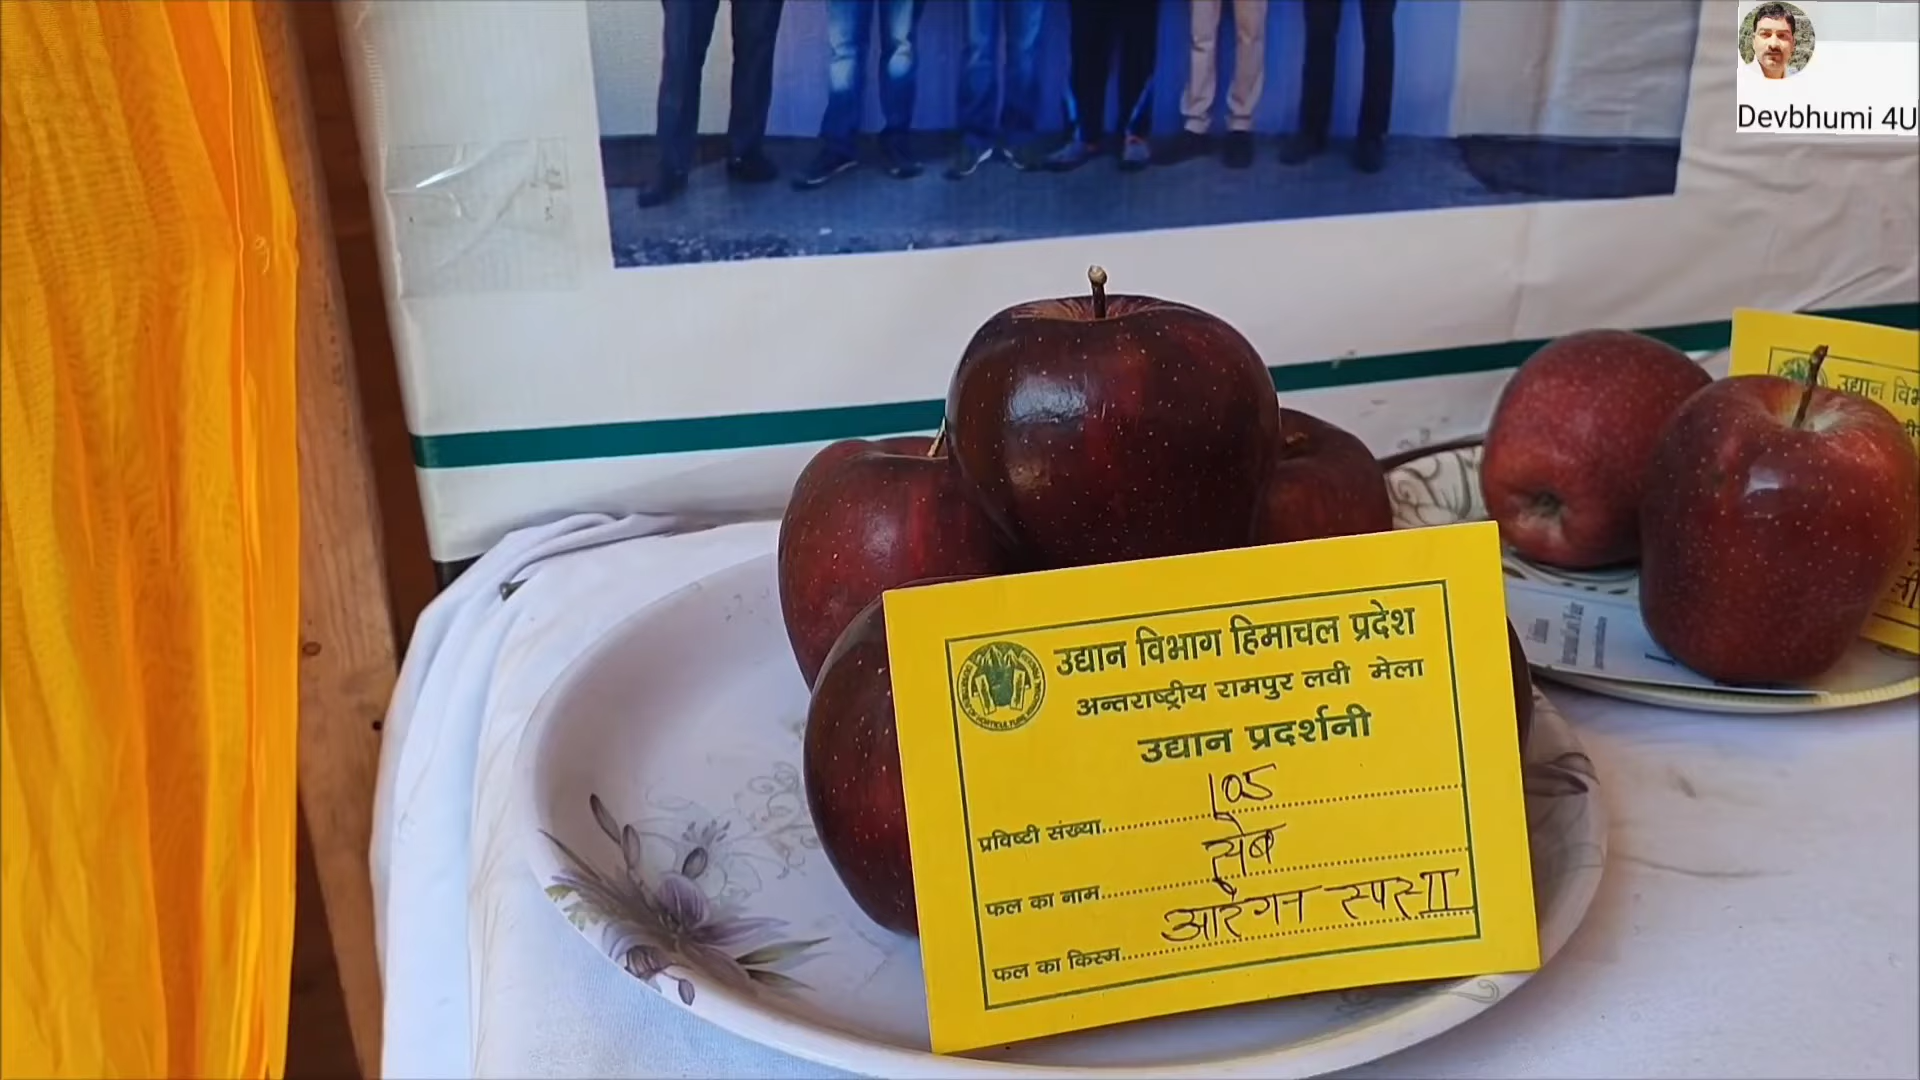 Devbhumi 4U
उद्यान विभाग हिमाचल प्रदेश
अन्तराष्ट्रीय रामपुर लवी मेला
उद्यान प्रदर्शनी
प्रविष्टी संख्या 105
फल का नाम सेब
फल का किस्म आरेगन स्पर II
उद्यान